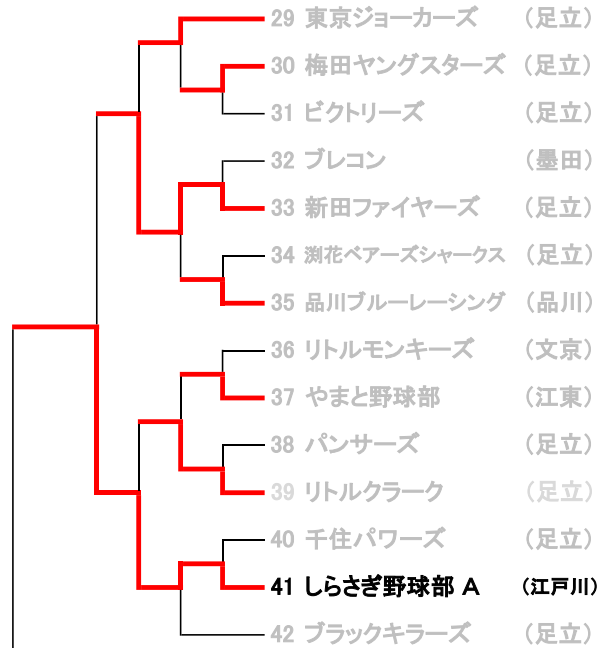 29 東京ジョーカーズ (足立)
30 梅田ヤングスターズ (足立)
31 ビクトリーズ (足立)
32 ブレコン (墨田)
33 新田ファイヤーズ (足立)
34 渕花ベアーズシャークス (足立)
35 品川ブルーレーシング (品川)
36 リトルモンキーズ (文京)
37 やまと野球部 (江東)
38 パンサーズ (足立)
39 リトルクラーク (足立)
40 千住パワーズ (足立)
41 しらさぎ野球部 A (江戸川)
42 ブラックキラーズ (足立)